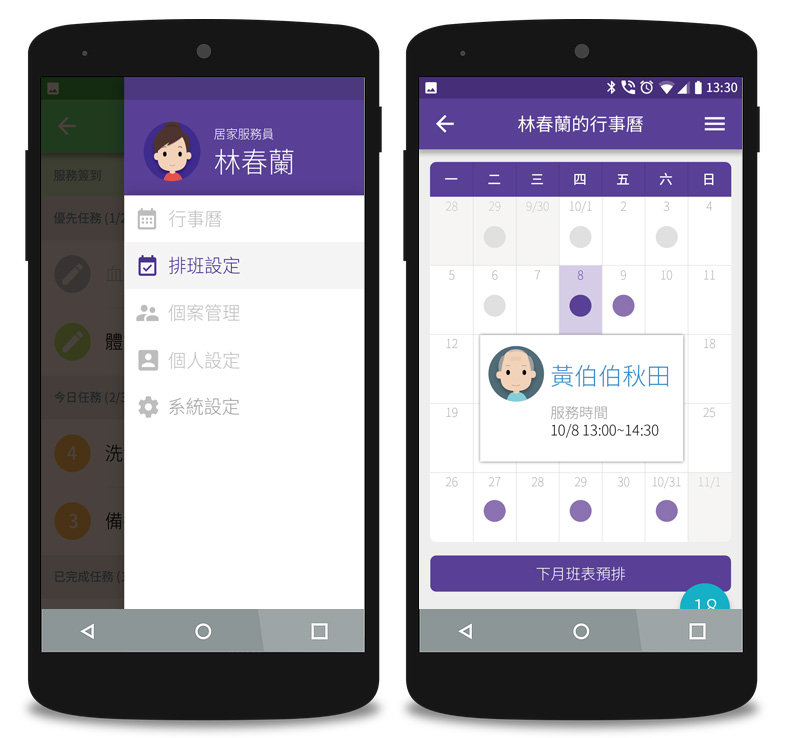 居家服務員
林春蘭
服務簽到
優先任務 (1/2
行事曆
排班設定
個案管理
體
個人設定
今日任務 (2/3
系統設定
4
洗
3
備
已完成任務 (1
13:30
林春蘭的行事曆
一 二 三 四 五 六 日
28 29 9/30 10/1 2 3 4
5 6 7 8 9 10 11
12 18
黃伯伯秋田
服務時間
10/8 13:00~14:30
19 25
26 27 28 29 30 10/31 11/1
下月班表預排
18